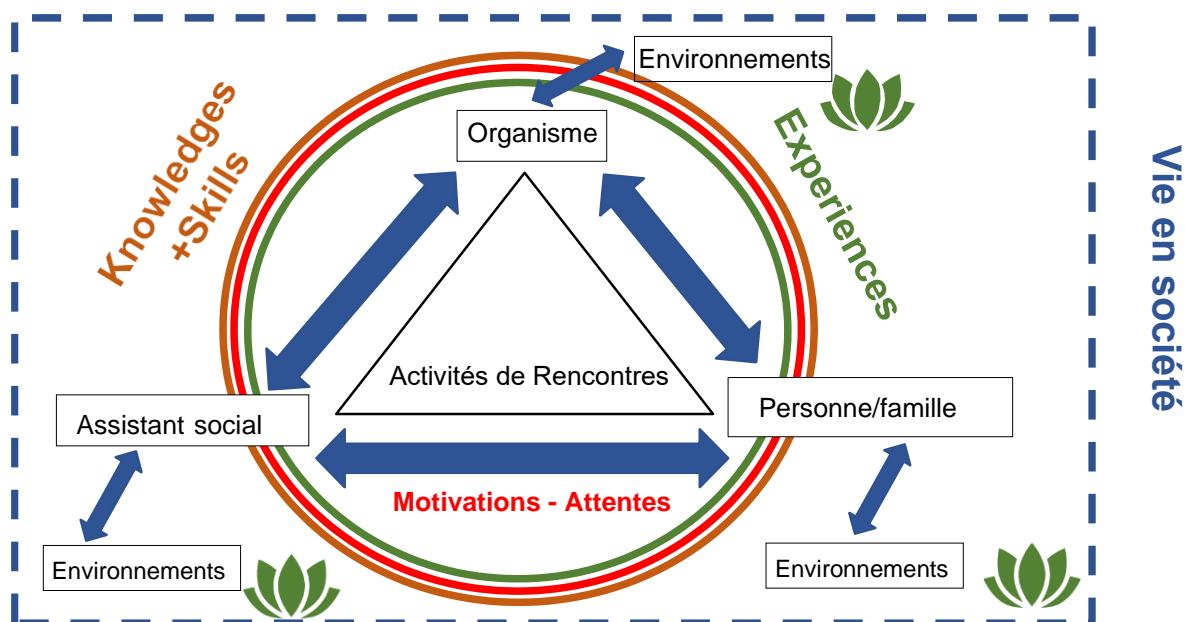 Environnements
Organisme
Knowledges
+Skills
Experiences
Vie en société
Activités de Rencontres
Assistant social
Personne/famille
Motivations - Attentes
Environnements
Environnements